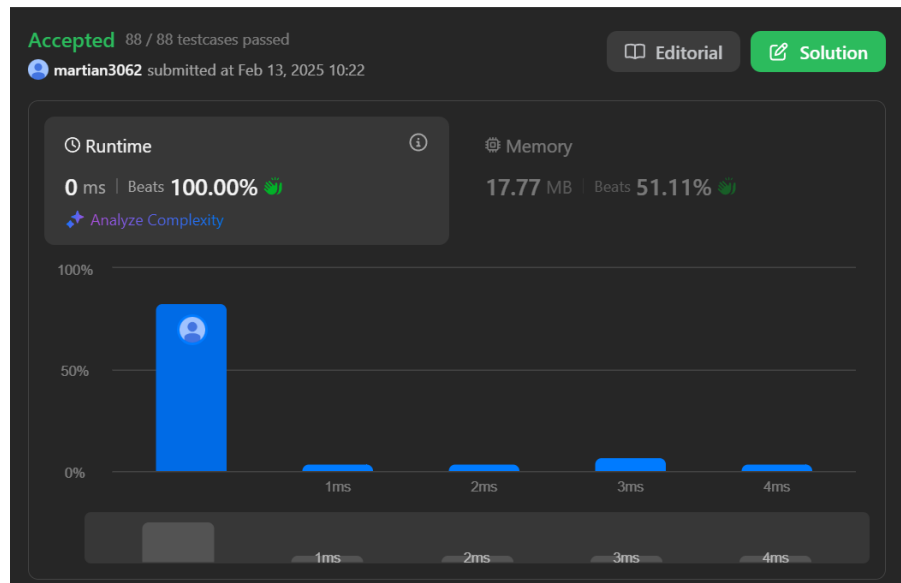 Accepted 88 / 88 testcases passed
Editorial
Solution
martian3062 submitted at Feb 13, 2025 10:22
Runtime
0 ms | Beats 100.00%
Analyze Complexity
Memory
17.77 MB | Beats 51.11%
100%
50%
0%
1ms 2ms 3ms 4ms
1ms 2ms 3ms 4ms